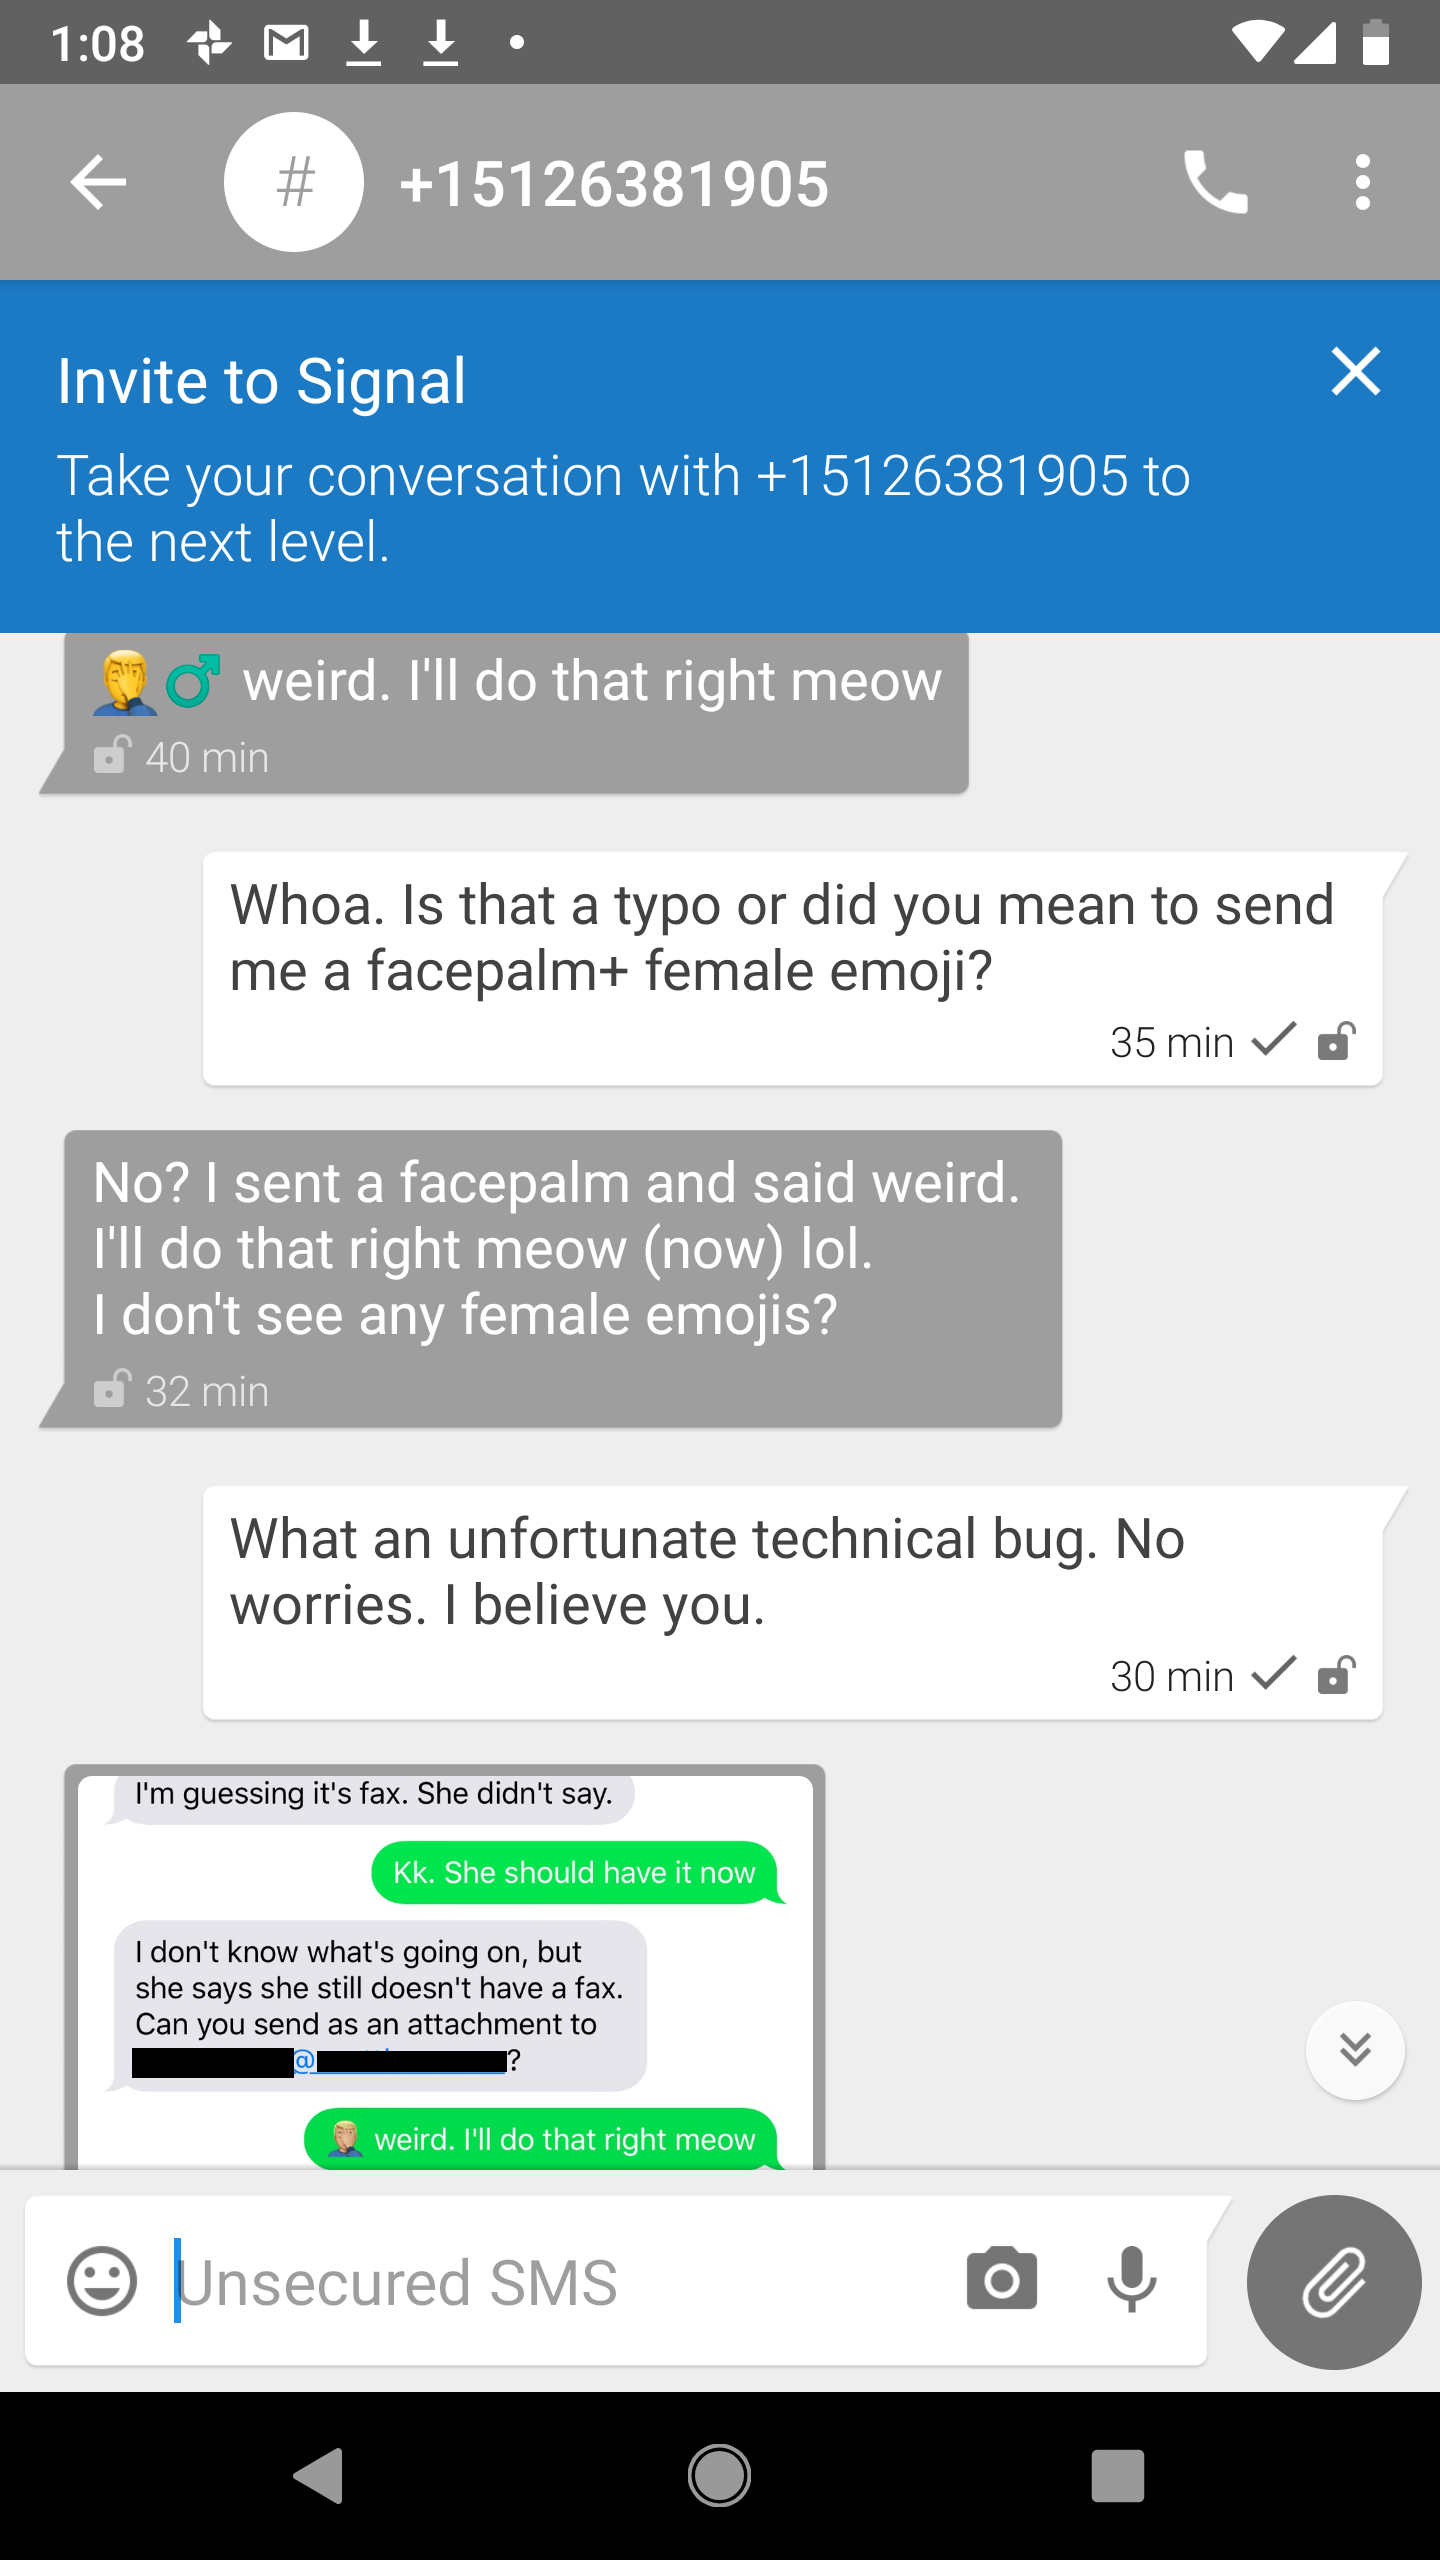 1:08
# +15126381905
Invite to Signal
Take your conversation with +15126381905 to
the next level.
🤦♂ weird. I'll do that right meow
40 min
Whoa. Is that a typo or did you mean to send
me a facepalm+ female emoji?
35 min
No? I sent a facepalm and said weird.
I'll do that right meow (now) lol.
I don't see any female emojis?
32 min
What an unfortunate technical bug. No
worries. I believe you.
30 min
I'm guessing it's fax. She didn't say.
Kk. She should have it now
I don't know what's going on, but
she says she still doesn't have a fax.
Can you send as an attachment to
@ ?
🤦🏼‍♂️ weird. I'll do that right meow
Unsecured SMS